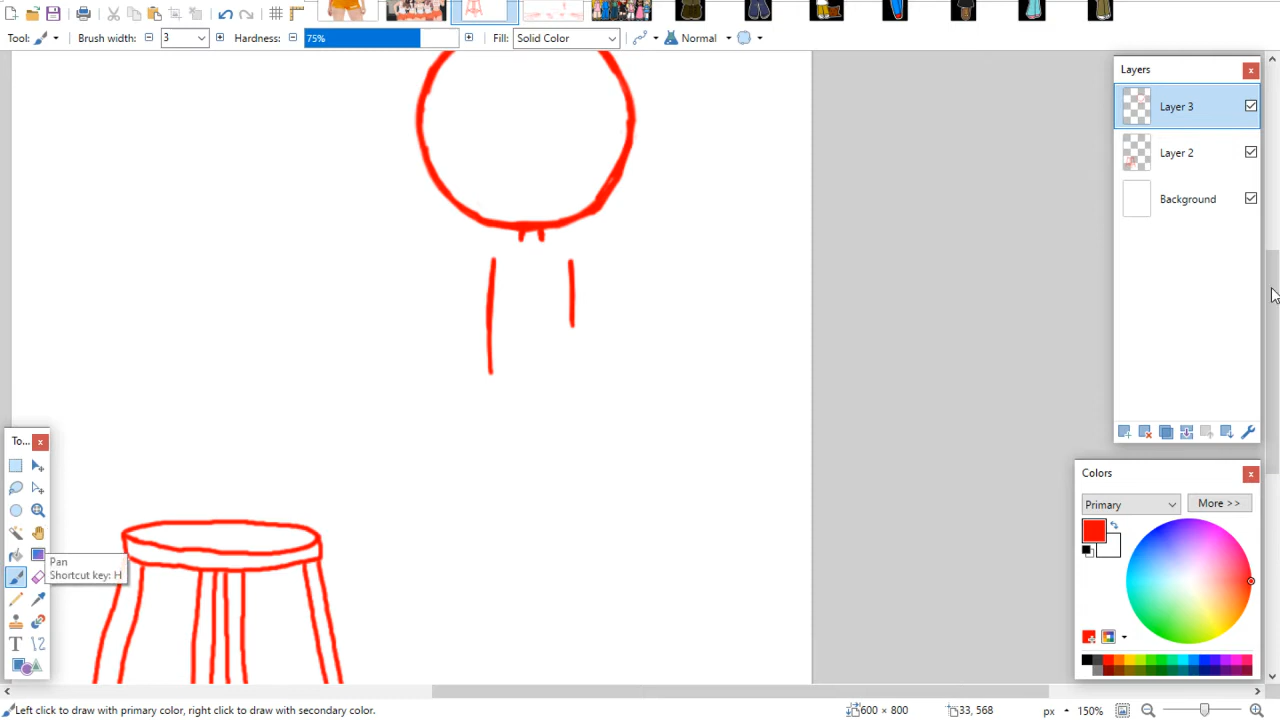 Tool: Brush width: 3 Hardness: 75% Fill: Solid Color Normal
Layers
Layer 3
Layer 2
Background
To...
Pan
Shortcut key: H
Colors
Primary More >>
Left click to draw with primary color, right click to draw with secondary color. 600 × 800 33, 568 px 150%